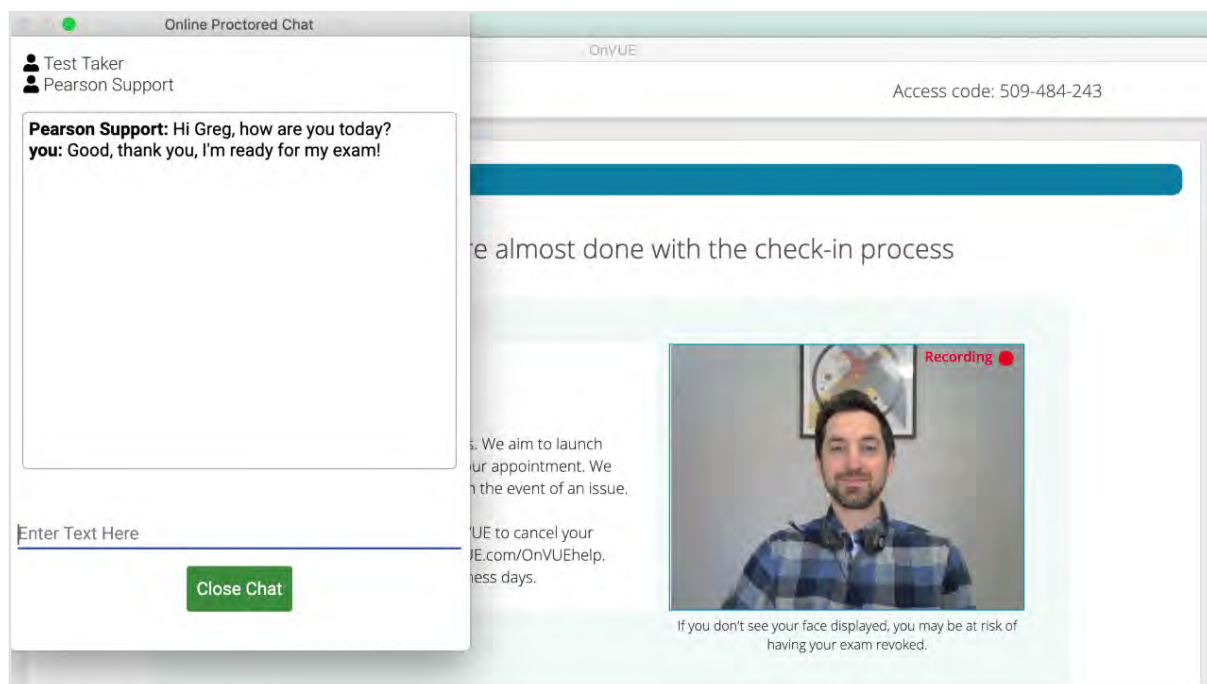 Online Proctored Chat
Test Taker
Pearson Support
Pearson Support: Hi Greg, how are you today?
you: Good, thank you, I'm ready for my exam!
Enter Text Here
Close Chat
OnVUE
Access code: 509-484-243
re almost done with the check-in process
Recording
s. We aim to launch
our appointment. We
n the event of an issue.
UE to cancel your
UE.com/OnVUEhelp.
ness days.
If you don't see your face displayed, you may be at risk of
having your exam revoked.